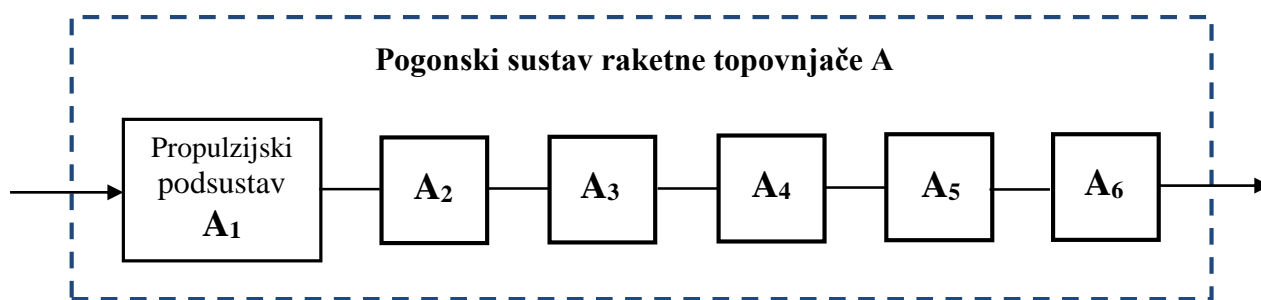 Pogonski sustav raketne topovnjače A
Propulzijski
podsustav
A₁
A₂
A₃
A₄
A₅
A₆